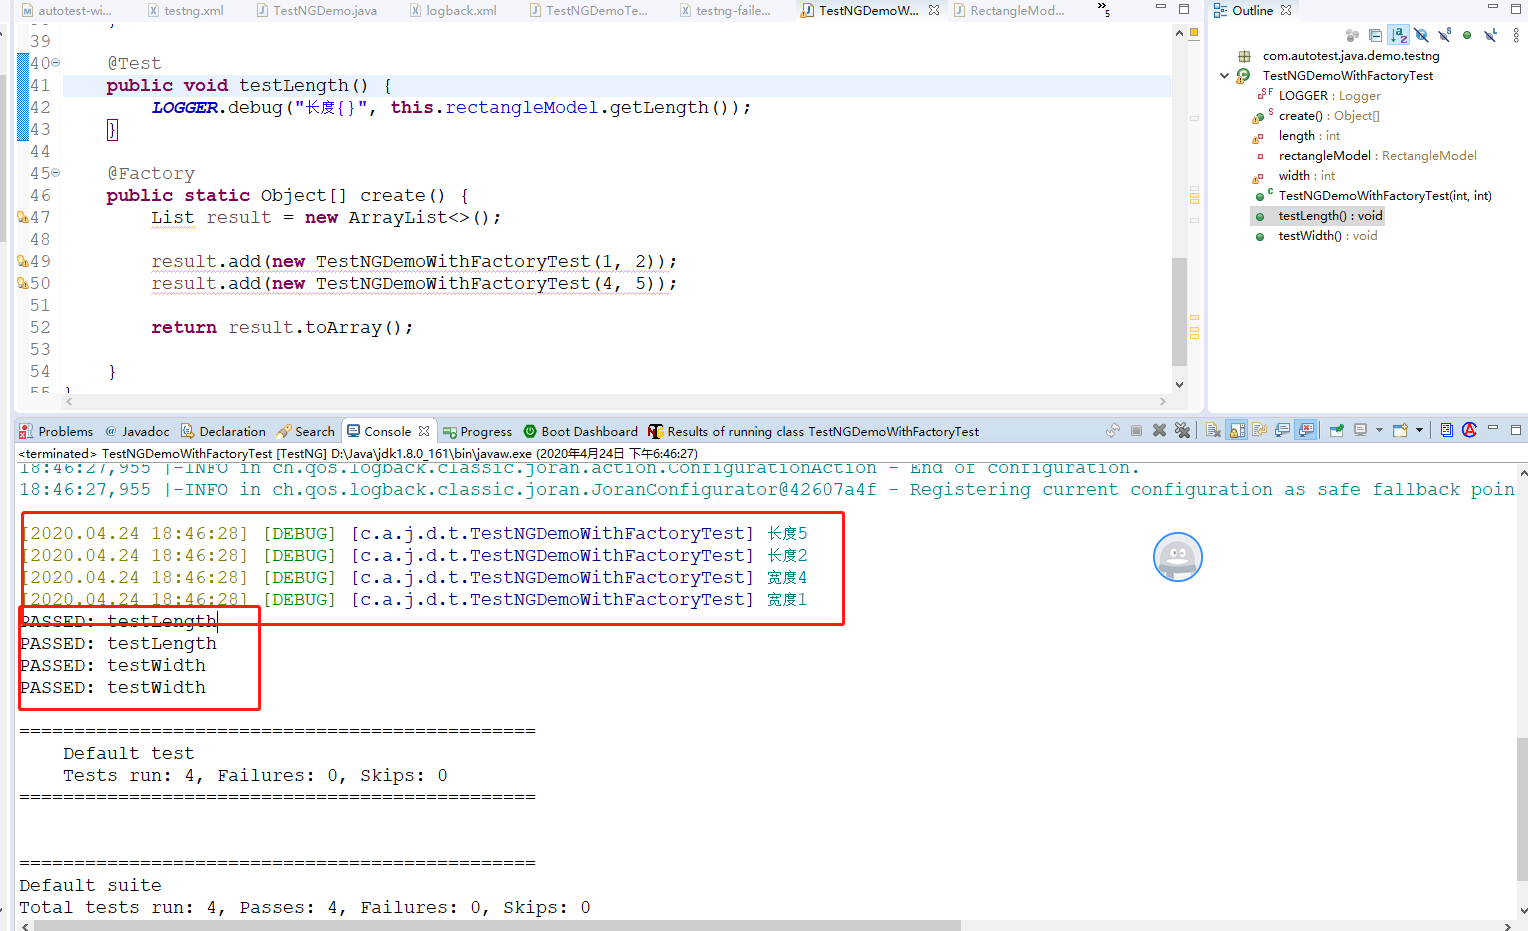 autotest-wi...
testng.xml
TestNGDemo.java
logback.xml
TestNGDemoTe...
testng-faile...
TestNGDemoW...
RectangleMod...
5
39
40 @Test
41 public void testLength() {
42 LOGGER.debug("长度{}", this.rectangleModel.getLength());
43 }
44
45 @Factory
46 public static Object[] create() {
47 List result = new ArrayList<>();
48
49 result.add(new TestNGDemoWithFactoryTest(1, 2));
50 result.add(new TestNGDemoWithFactoryTest(4, 5));
51
52 return result.toArray();
53
54 }
55 }
Outline
com.autotest.java.demo.testng
TestNGDemoWithFactoryTest
LOGGER : Logger
create() : Object[]
length : int
rectangleModel : RectangleModel
width : int
TestNGDemoWithFactoryTest(int, int)
testLength() : void
testWidth() : void
Problems
Javadoc
Declaration
Search
Console
Progress
Boot Dashboard
Results of running class TestNGDemoWithFactoryTest
<terminated> TestNGDemoWithFactoryTest [TestNG] D:\Java\jdk1.8.0_161\bin\javaw.exe (2020年4月24日 下午6:46:27)
18:46:27,955 |-INFO in ch.qos.logback.classic.joran.action.ConfigurationAction - End of configuration.
18:46:27,955 |-INFO in ch.qos.logback.classic.joran.JoranConfigurator@42607a4f - Registering current configuration as safe fallback poin
[2020.04.24 18:46:28] [DEBUG] [c.a.j.d.t.TestNGDemoWithFactoryTest] 长度5
[2020.04.24 18:46:28] [DEBUG] [c.a.j.d.t.TestNGDemoWithFactoryTest] 长度2
[2020.04.24 18:46:28] [DEBUG] [c.a.j.d.t.TestNGDemoWithFactoryTest] 宽度4
[2020.04.24 18:46:28] [DEBUG] [c.a.j.d.t.TestNGDemoWithFactoryTest] 宽度1
PASSED: testLength
PASSED: testLength
PASSED: testWidth
PASSED: testWidth
===============================================
Default test
Tests run: 4, Failures: 0, Skips: 0
===============================================
===============================================
Default suite
Total tests run: 4, Passes: 4, Failures: 0, Skips: 0